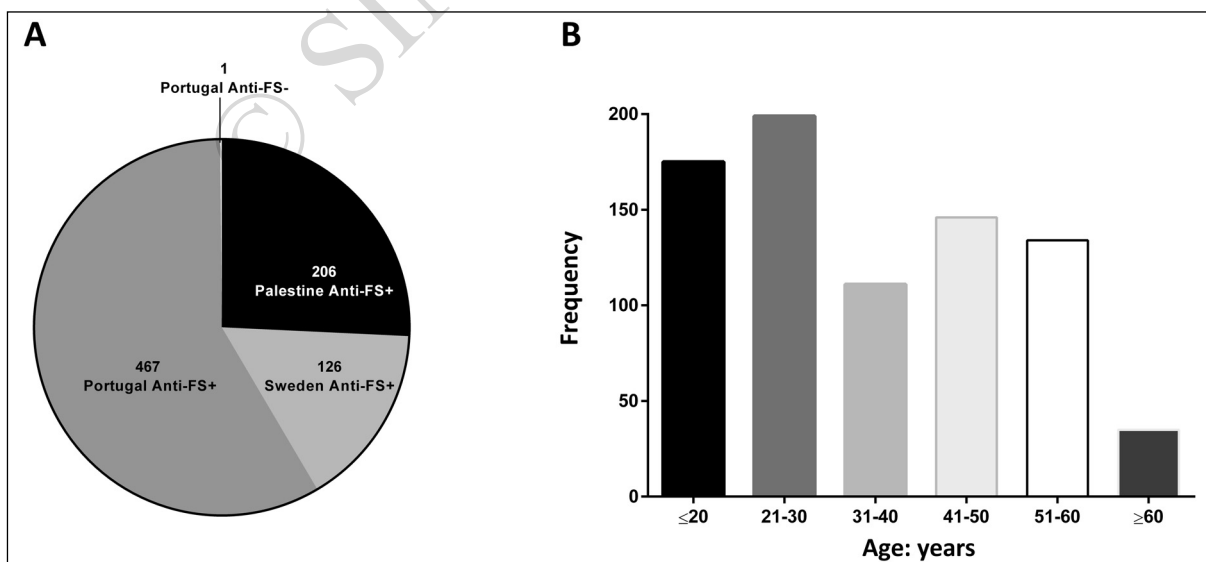 A
1
Portugal Anti-FS-
206
Palestine Anti-FS+
467
Portugal Anti-FS+
126
Sweden Anti-FS+
© SI
B
Frequency
200
150
100
50
0
≤20 21-30 31-40 41-50 51-60 ≥60
Age: years